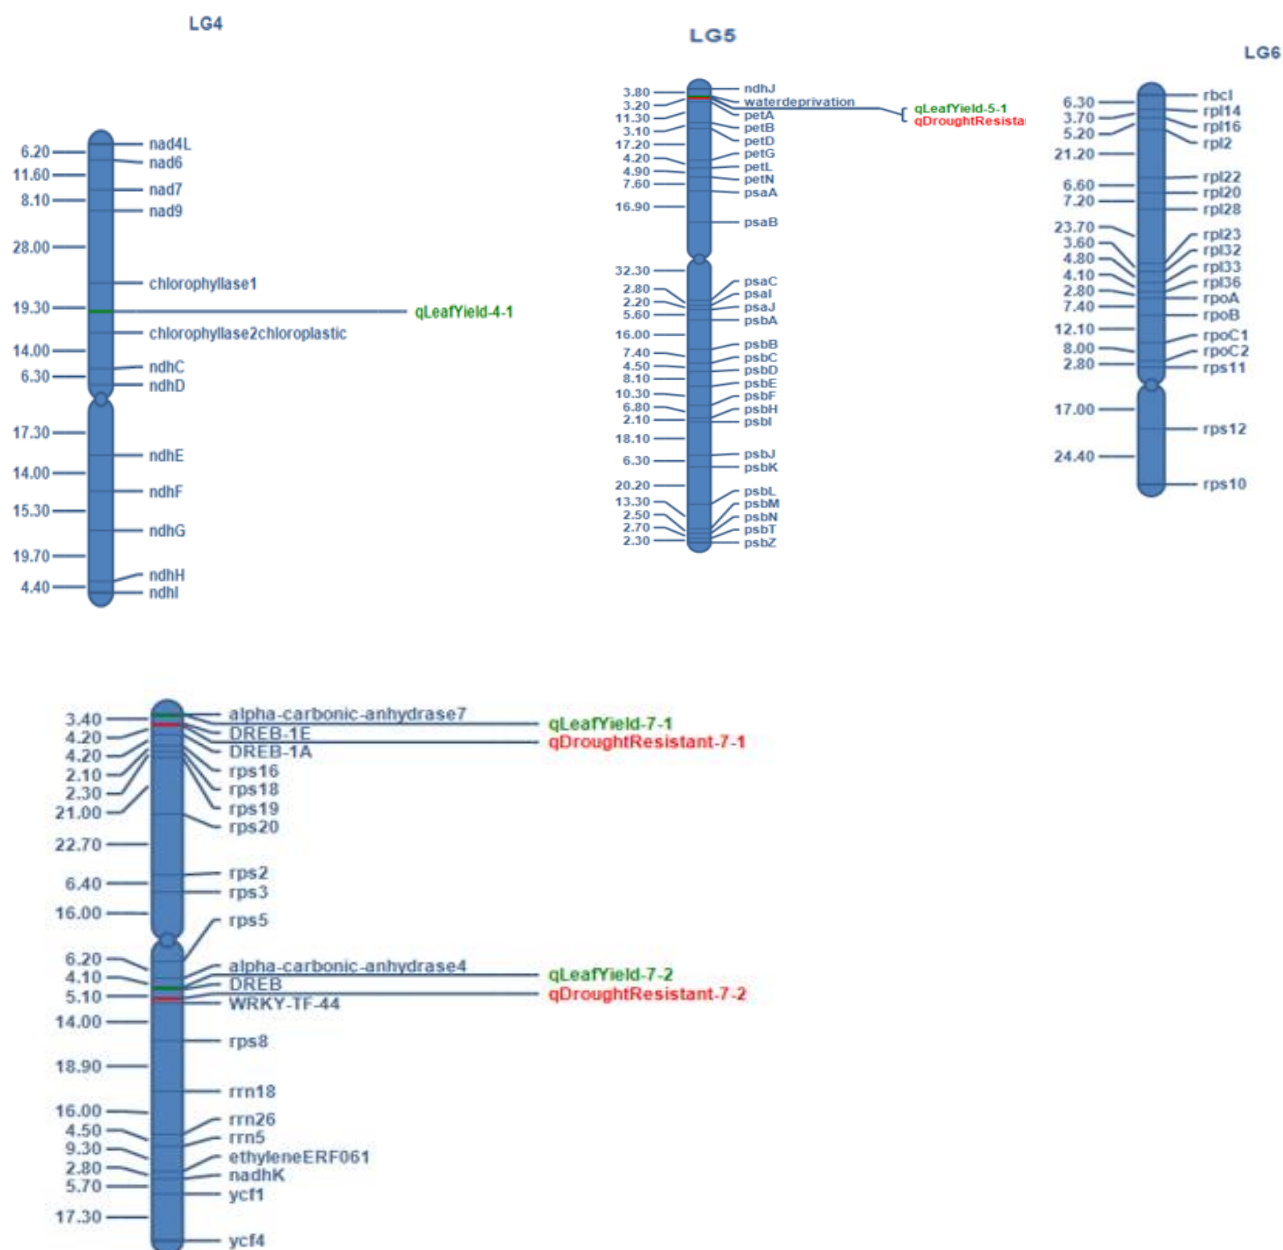 LG4
6.20
11.60
8.10
28.00
19.30
14.00
6.30
17.30
14.00
15.30
19.70
4.40
nad4L
nad6
nad7
nad9
chlorophyllase1
chlorophyllase2chloroplastic
ndhC
ndhD
ndhE
ndhF
ndhG
ndhH
ndhI
qLeafYield-4-1
LG5
3.80
3.20
11.30
3.10
17.20
4.20
4.90
7.60
16.90
32.30
2.80
2.20
5.60
16.00
7.40
4.50
8.10
10.30
6.80
2.10
18.10
6.30
20.20
13.30
2.50
2.70
2.30
ndhJ
waterdeprivation
petA
petB
petD
petG
petL
petN
psaA
psaB
psaC
psaI
psaJ
psbA
psbB
psbC
psbD
psbE
psbF
psbH
psbI
psbJ
psbK
psbL
psbM
psbN
psbT
psbZ
qLeafYield-5-1
qDroughtResista
LG6
6.30
3.70
5.20
21.20
6.60
7.20
23.70
3.60
4.80
4.10
2.80
7.40
12.10
8.00
2.80
17.00
24.40
rbcl
rpl14
rpl16
rpl2
rpl22
rpl20
rpl28
rpl23
rpl32
rpl33
rpl36
rpoA
rpoB
rpoC1
rpoC2
rps11
rps12
rps10
3.40
4.20
4.20
2.10
2.30
21.00
22.70
6.40
16.00
6.20
4.10
5.10
14.00
18.90
16.00
4.50
9.30
2.80
5.70
17.30
alpha-carbonic-anhydrase7
DREB-1E
DREB-1A
rps16
rps18
rps19
rps20
rps2
rps3
rps5
alpha-carbonic-anhydrase4
DREB
WRKY-TF-44
rps8
rrn18
rrn26
rrn5
ethyleneERF061
nadhK
ycf1
ycf4
qLeafYield-7-1
qDroughtResistant-7-1
qLeafYield-7-2
qDroughtResistant-7-2